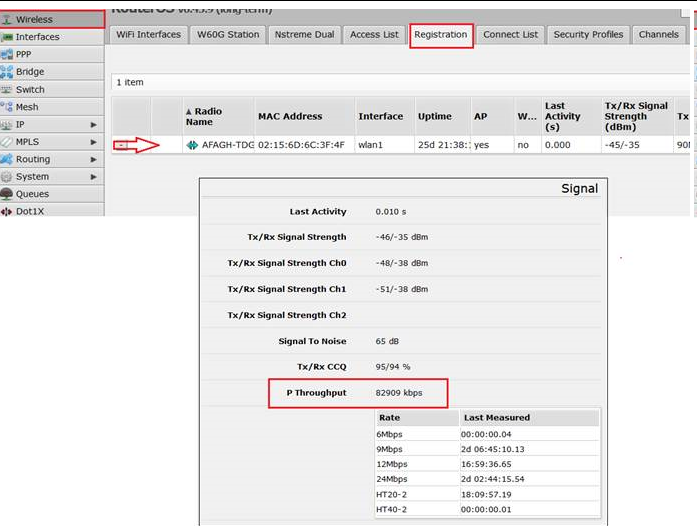 RouterOS v6.45.9 (long-term)
Wireless
Interfaces
PPP
Bridge
Switch
Mesh
IP
MPLS
Routing
System
Queues
Dot1X
WiFi Interfaces W60G Station Nstreme Dual Access List Registration Connect List Security Profiles Channels
1 item
▲ Radio Name MAC Address Interface Uptime AP W... Last Activity (s) Tx/Rx Signal Strength (dBm) Tx
AFAGH-TDG 02:15:6D:6C:3F:4F wlan1 25d 21:38: yes no 0.000 -45/-35 90
Signal
Last Activity 0.010 s
Tx/Rx Signal Strength -46/-35 dBm
Tx/Rx Signal Strength Ch0 -48/-38 dBm
Tx/Rx Signal Strength Ch1 -51/-38 dBm
Tx/Rx Signal Strength Ch2
Signal To Noise 65 dB
Tx/Rx CCQ 95/94 %
P Throughput 82909 kbps
Rate Last Measured
6Mbps 00:00:00.04
9Mbps 2d 06:45:10.13
12Mbps 16:59:36.65
24Mbps 2d 02:44:15.54
HT20-2 18:09:57.19
HT40-2 00:00:00.01